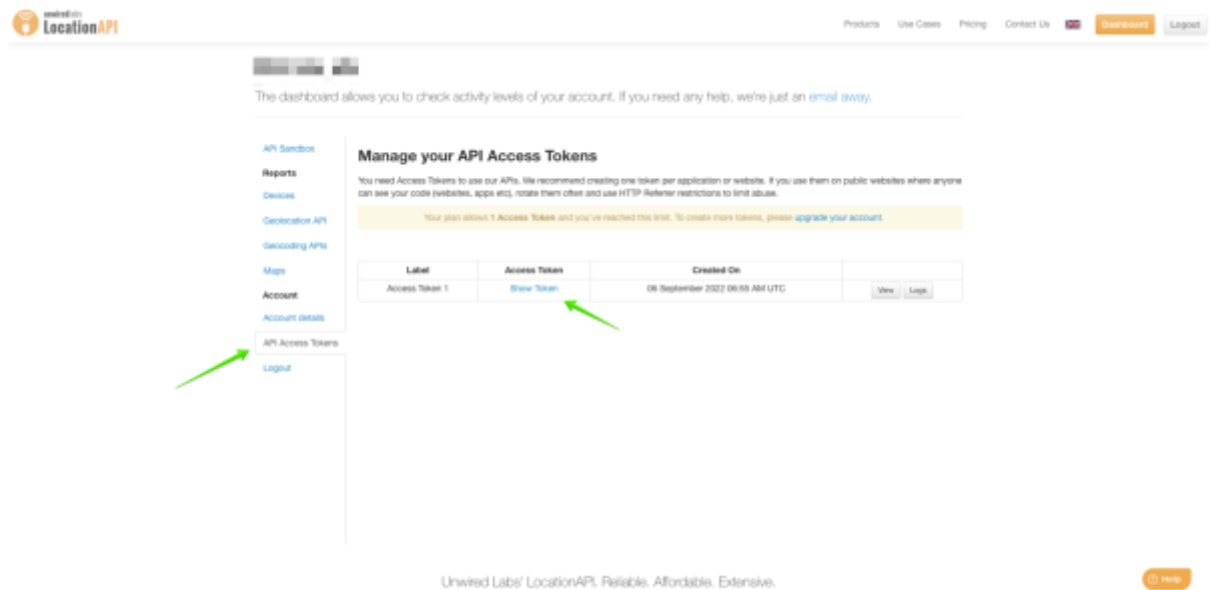 unwiredlabs
LocationAPI
Products Use Cases Pricing Contact Us Dashboard Logout
The dashboard allows you to check activity levels of your account. If you need any help, we're just an email away.
API Sandbox
Reports
Devices
Geolocation API
Geocoding APIs
Maps
Account
Account details
API Access Tokens
Logout
Manage your API Access Tokens
You need Access Tokens to use our APIs. We recommend creating one token per application or website. If you use them on public websites where anyone
can see your code (websites, apps etc), rotate them often and use HTTP Referrer restrictions to limit abuse.
Your plan allows 1 Access Token and you've reached this limit. To create more tokens, please upgrade your account.
Label Access Token Created On
Access Token 1 Show Token 06 September 2022 06:55 AM UTC View Logs
Unwired Labs' LocationAPI. Reliable. Affordable. Extensive.
Help